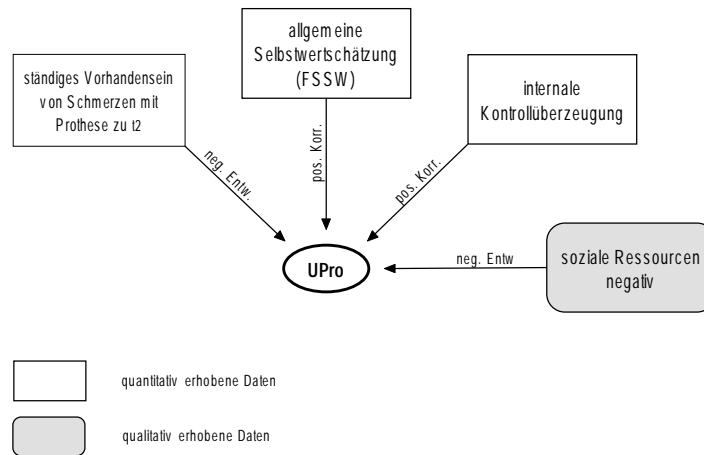 allgemeine
Selbstwertschätzung
(FSSW)
ständiges Vorhandensein
von Schmerzen mit
Prothese zu t2
internale
Kontrollüberzeugung
neg. Entw.
pos. Korr.
pos. Korr.
UPro
neg. Entw
soziale Ressourcen
negativ
quantitativ erhobene Daten
qualitativ erhobene Daten